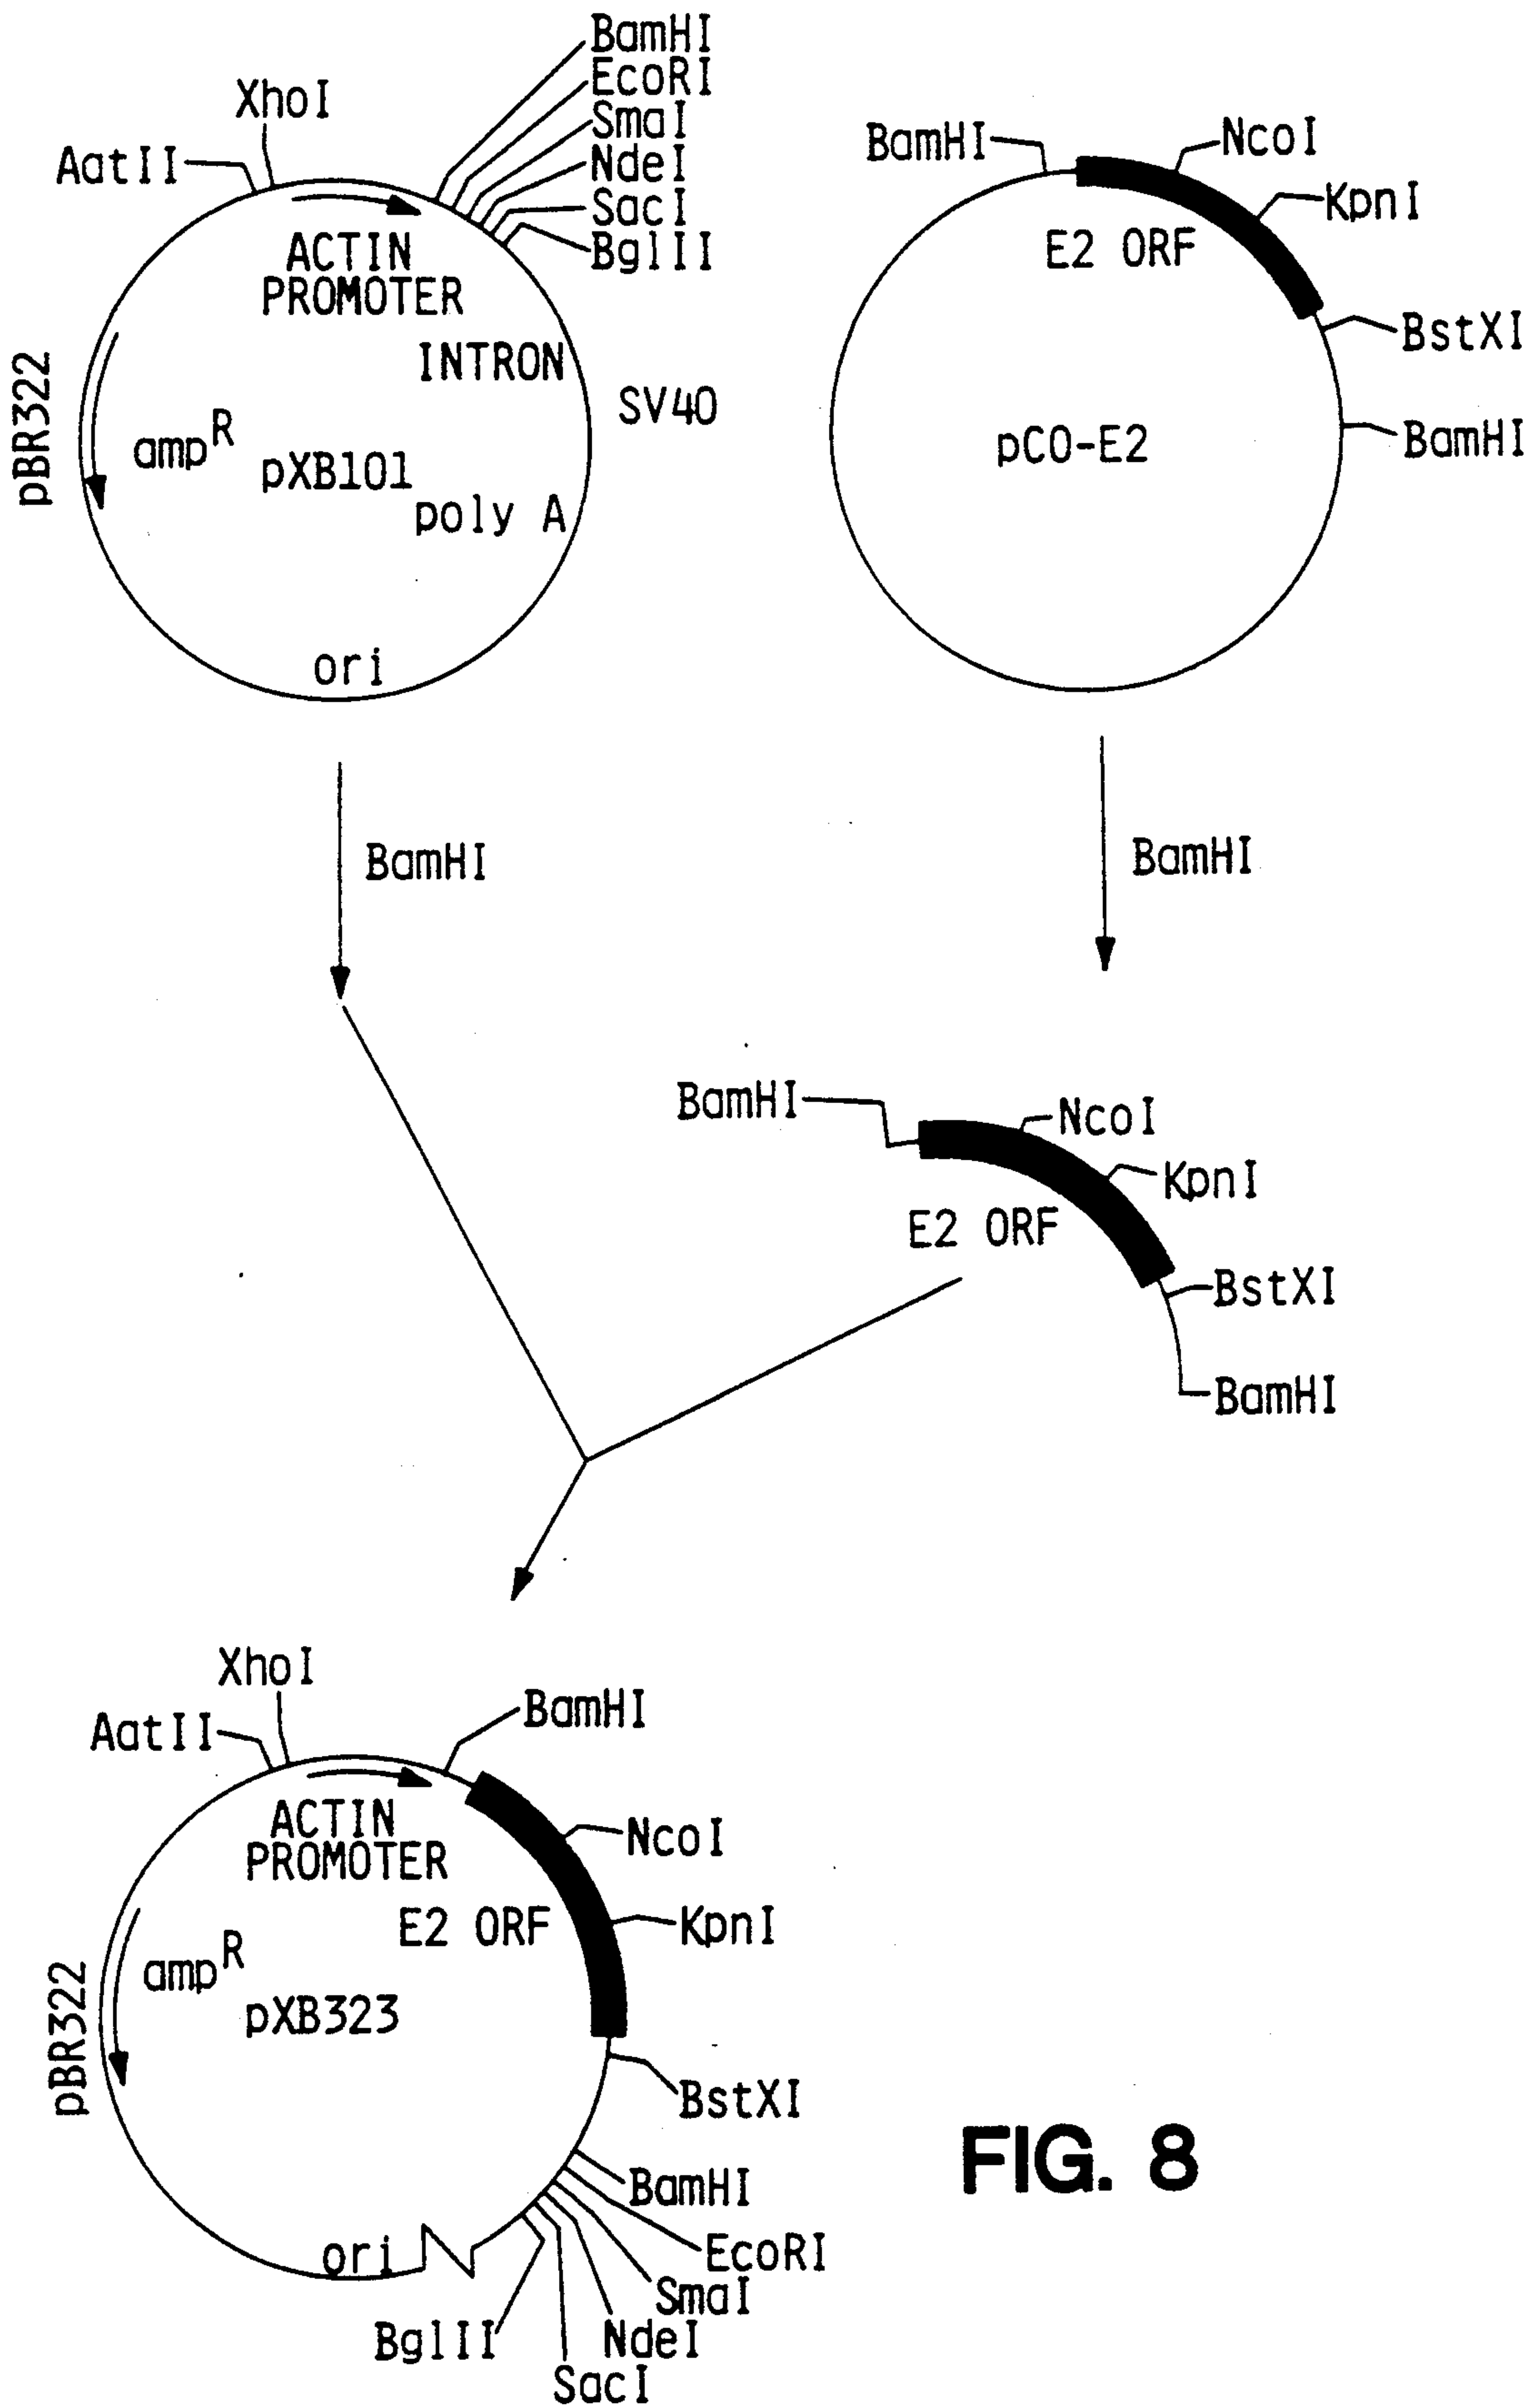 BamHI
EcoRI
SmaI
NdeI
SacI
BglII
XhoI
AatII
ACTIN
PROMOTER
INTRON
SV40
pBR322
amp^R
pXB101
poly A
ori
BamHI
NcoI
KpnI
E2 ORF
BstXI
BamHI
pCO-E2
BamHI
BamHI
BamHI
NcoI
KpnI
E2 ORF
BstXI
BamHI
XhoI
AatII
BamHI
ACTIN
PROMOTER
NcoI
E2 ORF
KpnI
pBR322
amp^R
pXB323
BstXI
BamHI
EcoRI
SmaI
NdeI
SacI
BglII
ori
FIG. 8